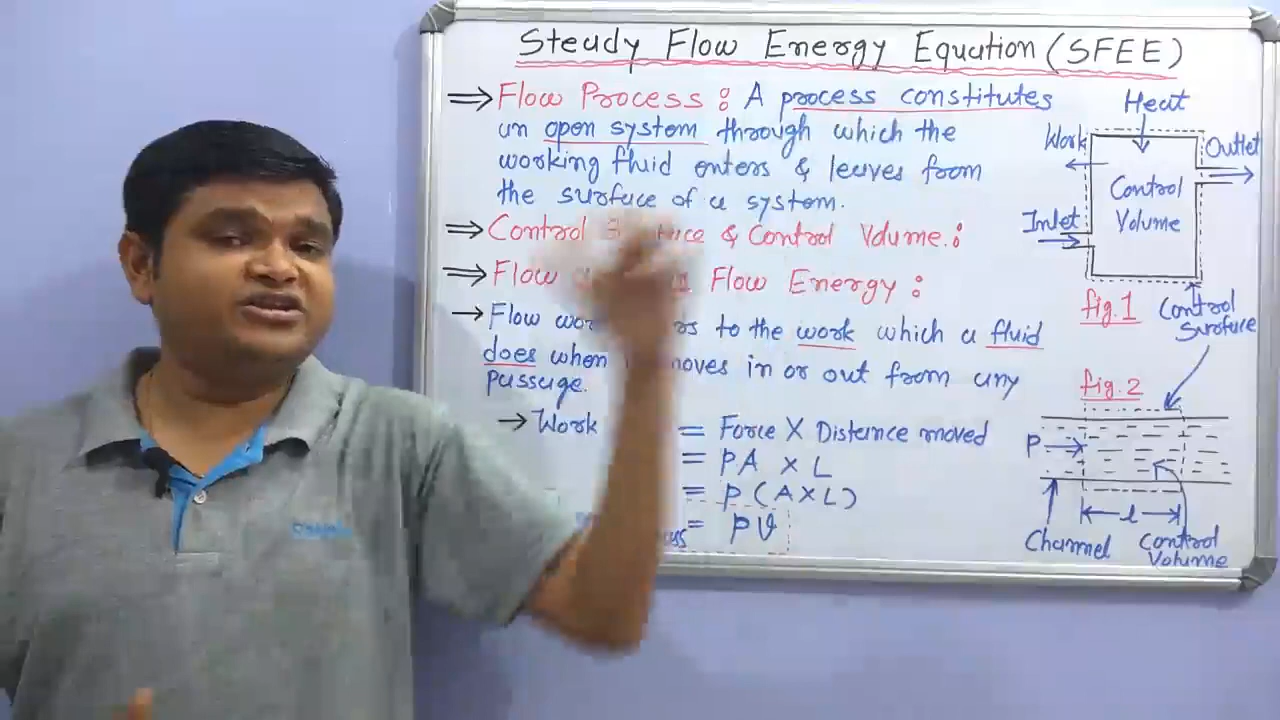 Steady Flow Energy Equation (SFEE)
⇒ Flow Process : A process constitutes
an open system through which the
working fluid enters & leaves from
the surface of a system.
⇒ Control & Control Volume. :
⇒ Flow Flow Energy :
→ Flow to the work which a fluid
does when moves in or out from any
passage.
→ Work = Force X Distance moved
= PA X L
= P (A X L)
= Pϑ
Heat
Work
Outlet
Control
Volume
Inlet
fig.1
Control
Surface
fig.2
P
l
Channel
Control
Volume